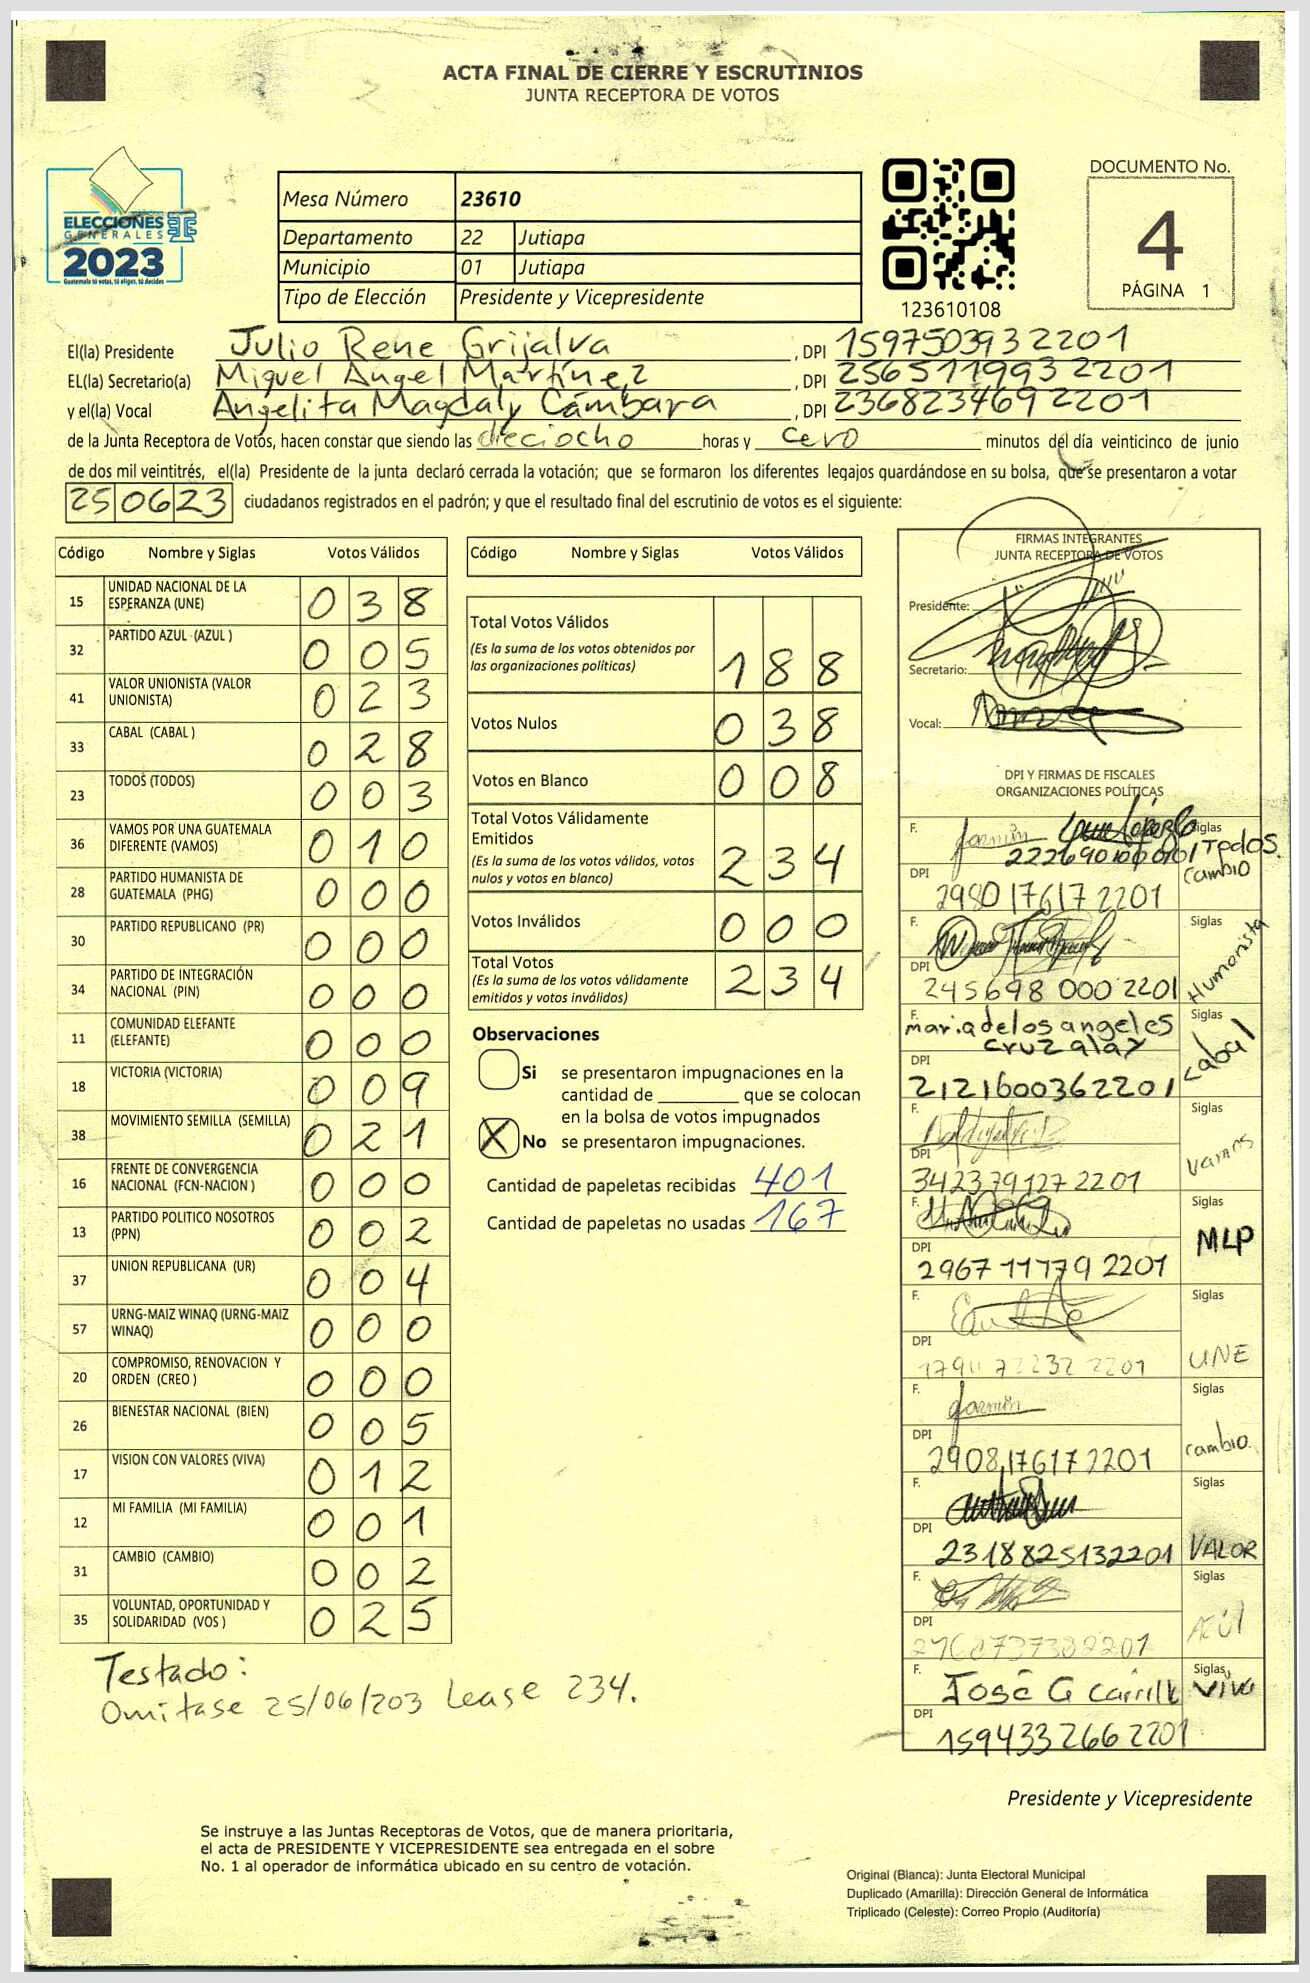 ACTA FINAL DE CIERRE Y ESCRUTINIOS
JUNTA RECEPTORA DE VOTOS
ELECCIONES
GENERALES
2023
Guatemala tú votas, tú eliges, tú decides
Mesa Número 23610
Departamento 22 Jutiapa
Municipio 01 Jutiapa
Tipo de Elección Presidente y Vicepresidente
123610108
DOCUMENTO No.
4
PÁGINA 1
El(la) Presidente Julio Rene Grijalva , DPI 1597503932201
EL(la) Secretario(a) Miguel Angel Martínez , DPI 2565119932201
y el(la) Vocal Angelita Magdaly Cámbara , DPI 2368234692201
de la Junta Receptora de Votos, hacen constar que siendo las dieciocho horas y cero minutos del día veinticinco de junio
de dos mil veintitrés, el(la) Presidente de la junta declaró cerrada la votación; que se formaron los diferentes legajos guardándose en su bolsa, que se presentaron a votar
250623 ciudadanos registrados en el padrón; y que el resultado final del escrutinio de votos es el siguiente:
Código Nombre y Siglas Votos Válidos
15 UNIDAD NACIONAL DE LA ESPERANZA (UNE) 038
32 PARTIDO AZUL (AZUL ) 005
41 VALOR UNIONISTA (VALOR UNIONISTA) 023
33 CABAL (CABAL ) 028
23 TODOS (TODOS) 003
36 VAMOS POR UNA GUATEMALA DIFERENTE (VAMOS) 010
28 PARTIDO HUMANISTA DE GUATEMALA (PHG) 000
30 PARTIDO REPUBLICANO (PR) 000
34 PARTIDO DE INTEGRACIÓN NACIONAL (PIN) 000
11 COMUNIDAD ELEFANTE (ELEFANTE) 000
18 VICTORIA (VICTORIA) 009
38 MOVIMIENTO SEMILLA (SEMILLA) 021
16 FRENTE DE CONVERGENCIA NACIONAL (FCN-NACION ) 000
13 PARTIDO POLITICO NOSOTROS (PPN) 002
37 UNION REPUBLICANA (UR) 004
57 URNG-MAIZ WINAQ (URNG-MAIZ WINAQ) 000
20 COMPROMISO, RENOVACION Y ORDEN (CREO ) 000
26 BIENESTAR NACIONAL (BIEN) 005
17 VISION CON VALORES (VIVA) 012
12 MI FAMILIA (MI FAMILIA) 001
31 CAMBIO (CAMBIO) 002
35 VOLUNTAD, OPORTUNIDAD Y SOLIDARIDAD (VOS ) 025
Testado:
Omitase 25/06/203 Lease 234.
Código Nombre y Siglas Votos Válidos
Total Votos Válidos 188
(Es la suma de los votos obtenidos por
las organizaciones políticas)
Votos Nulos 038
Votos en Blanco 008
Total Votos Válidamente
Emitidos 234
(Es la suma de los votos válidos, votos
nulos y votos en blanco)
Votos Inválidos 000
Total Votos 234
(Es la suma de los votos válidamente
emitidos y votos inválidos)
Observaciones
Si se presentaron impugnaciones en la
cantidad de ________ que se colocan
en la bolsa de votos impugnados
X No se presentaron impugnaciones.
Cantidad de papeletas recibidas 401
Cantidad de papeletas no usadas 167
FIRMAS INTEGRANTES
JUNTA RECEPTORA DE VOTOS
Presidente:
Secretario:
Vocal:
DPI Y FIRMAS DE FISCALES
ORGANIZACIONES POLÍTICAS
F. Jazmín Siglas Todos.
Cambio
DPI 2980176172201
F. Siglas Humanista
DPI 2456980002201
F. maria de los angeles Siglas Cabal
cruz alay
DPI 2121600362201
F. Siglas Vamos
DPI 3423791272201
F. Siglas MLP
DPI 2967111792201
F. Siglas UNE
DPI
F. Jazmín Siglas Cambio
DPI 2908176172201
F. Siglas VALOR
DPI 2318825132201
F. Siglas AZUL
DPI
F. José G Carrill Siglas Viva
DPI 1594332662201
Presidente y Vicepresidente
Se instruye a las Juntas Receptoras de Votos, que de manera prioritaria,
el acta de PRESIDENTE Y VICEPRESIDENTE sea entregada en el sobre
No. 1 al operador de informática ubicado en su centro de votación.
Original (Blanca): Junta Electoral Municipal
Duplicado (Amarilla): Dirección General de Informática
Triplicado (Celeste): Correo Propio (Auditoría)